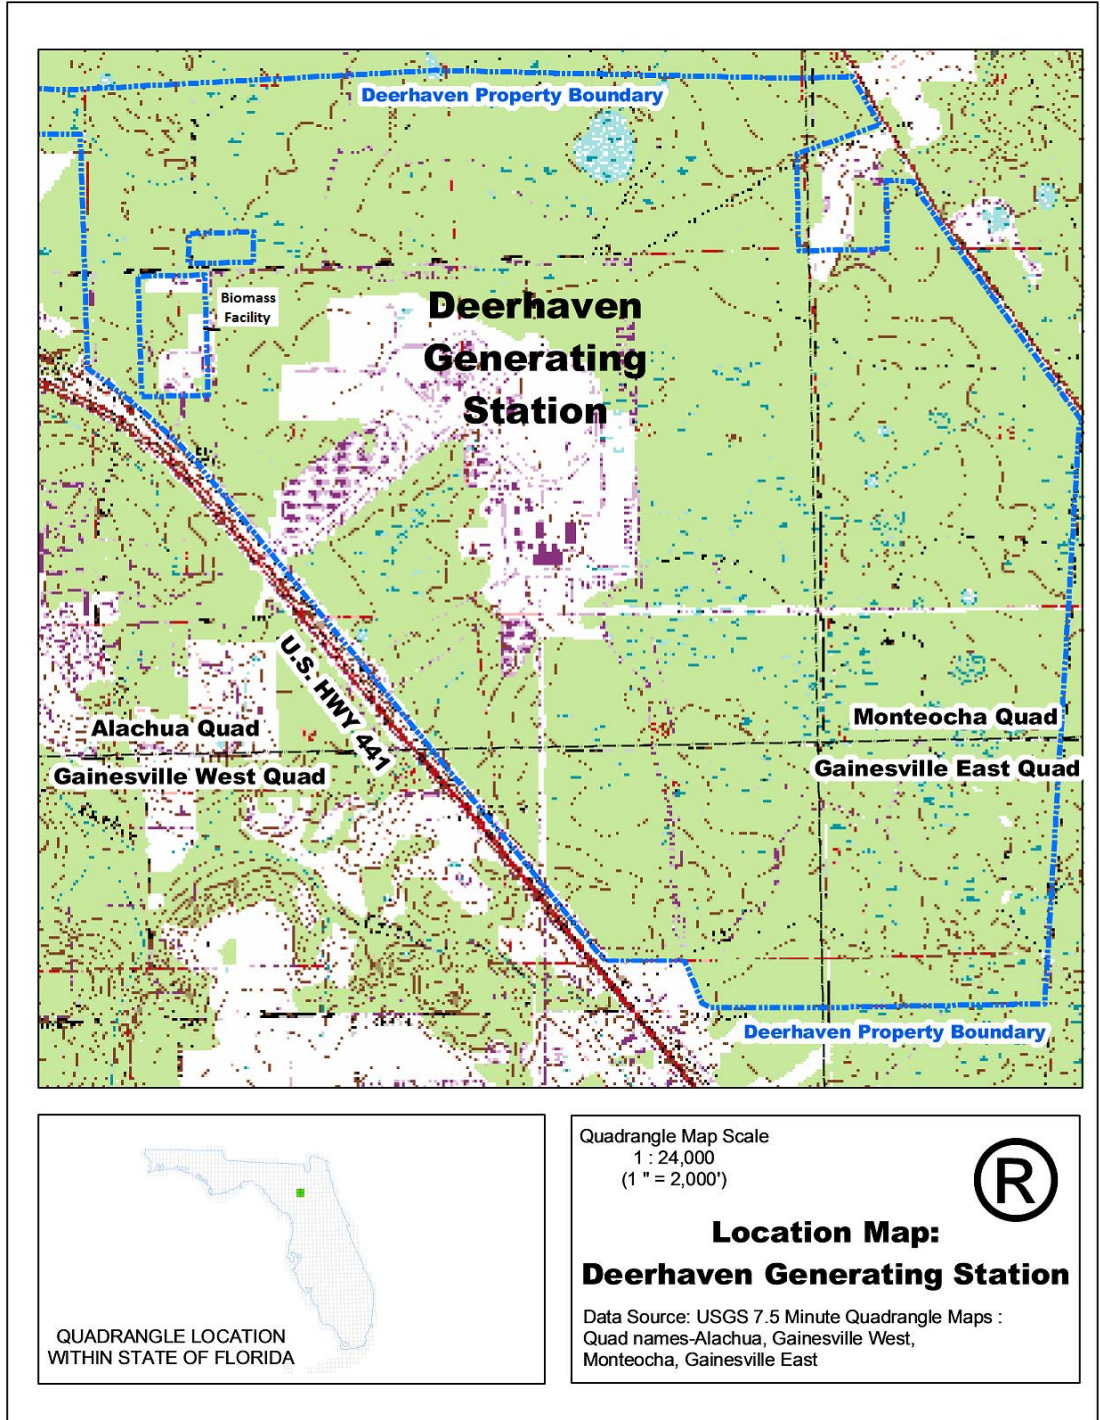 Deerhaven Property Boundary
Biomass
Facility
Deerhaven
Generating
Station
U.S. HWY 441
Alachua Quad
Monteocha Quad
Gainesville West Quad
Gainesville East Quad
Deerhaven Property Boundary
Quadrangle Map Scale
1 : 24,000
(1 " = 2,000')
®
Location Map:
Deerhaven Generating Station
Data Source: USGS 7.5 Minute Quadrangle Maps :
Quad names-Alachua, Gainesville West,
Monteocha, Gainesville East
QUADRANGLE LOCATION
WITHIN STATE OF FLORIDA